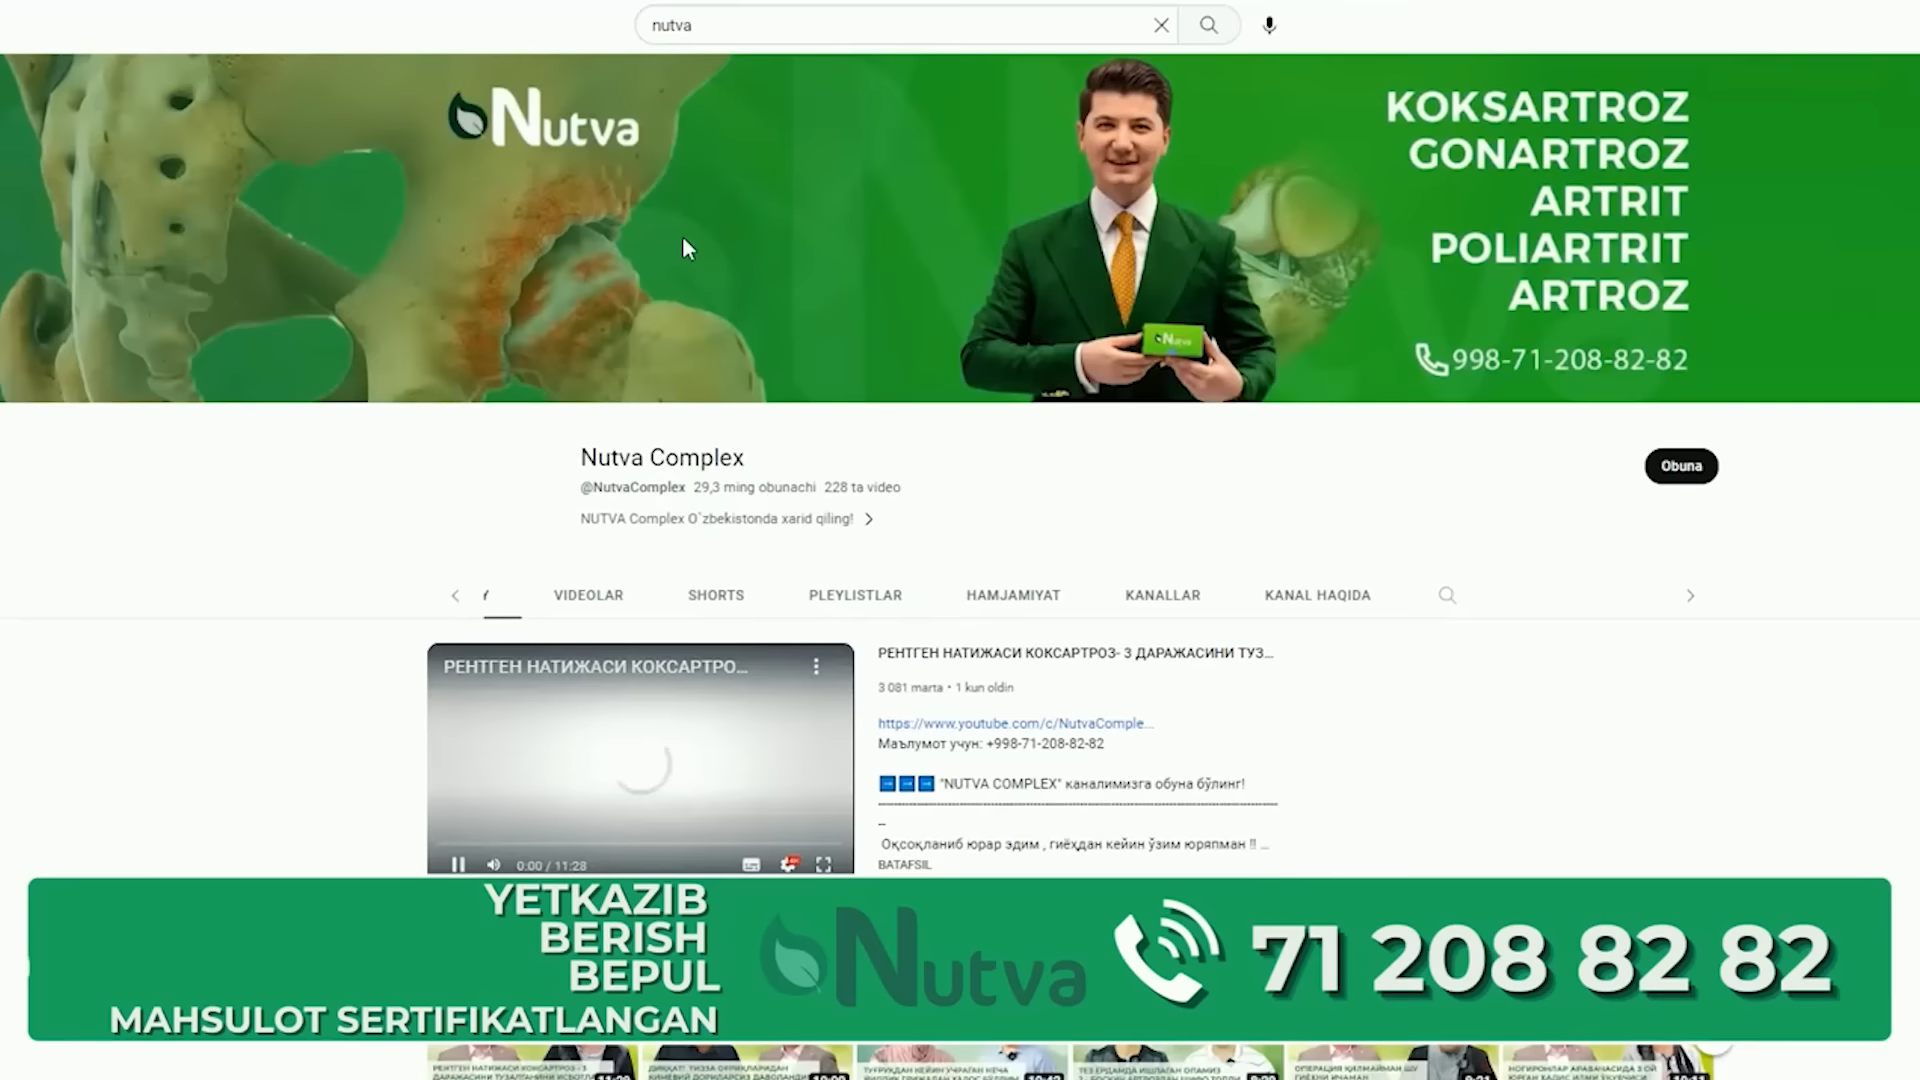 nutva
Nutva
KOKSARTROZ
GONARTROZ
ARTRIT
POLIARTRIT
ARTROZ
998-71-208-82-82
Nutva
Nutva Complex
@NutvaComplex 29,3 ming obunachi 228 ta video
NUTVA Complex O`zbekistonda xarid qiling!
Obuna
VIDEOLAR
SHORTS
PLEYLISTLAR
HAMJAMIYAT
KANALLAR
KANAL HAQIDA
РЕНТГЕН НАТИЖАСИ КОКСАРТРО...
0:00 / 11:28
РЕНТГЕН НАТИЖАСИ КОКСАРТРОЗ- 3 ДАРАЖАСИНИ ТУЗ...
3 081 marta • 1 kun oldin
https://www.youtube.com/c/NutvaComple...
Маълумот учун: +998-71-208-82-82
"NUTVA COMPLEX" каналимизга обуна бўлинг!
Оқсоқланиб юрар эдим , гиёҳдан кейин ўзим юряпман !! ...
BATAFSIL
YETKAZIB
BERISH
BEPUL
MAHSULOT SERTIFIKATLANGAN
Nutva
71 208 82 82